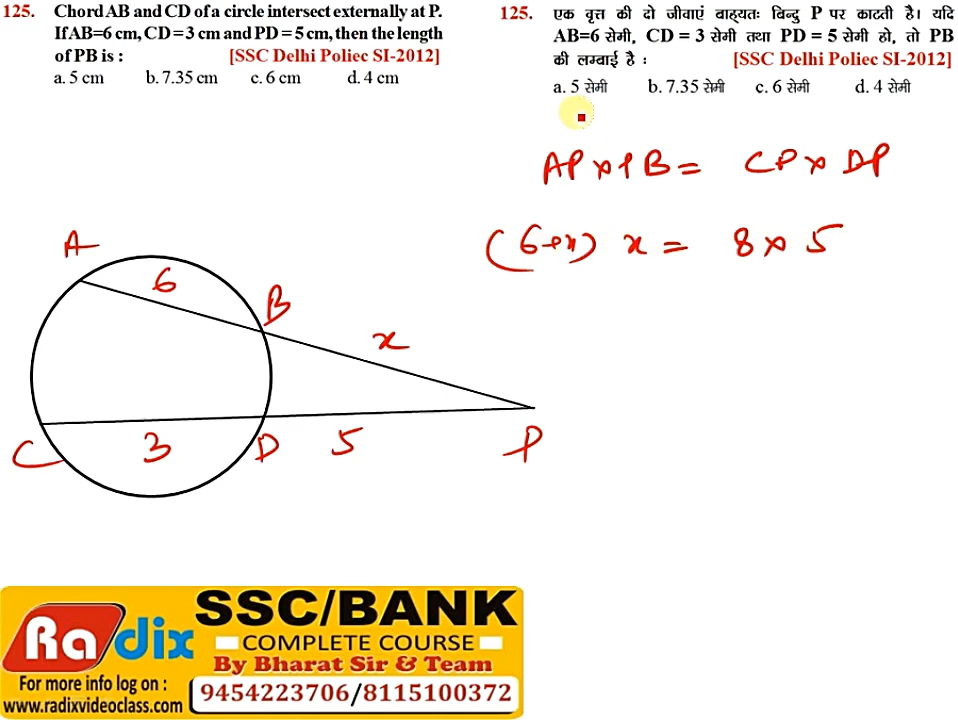 125. Chord AB and CD of a circle intersect externally at P.
If AB=6 cm, CD = 3 cm and PD = 5 cm, then the length
of PB is : [SSC Delhi Poliec SI-2012]
a. 5 cm b. 7.35 cm c. 6 cm d. 4 cm
125. एक वृत्त की दो जीवाएं बाह्यतः बिन्दु P पर काटती है। यदि
AB=6 सेमी, CD = 3 सेमी तथा PD = 5 सेमी हो, तो PB
की लम्बाई है : [SSC Delhi Poliec SI-2012]
a. 5 सेमी b. 7.35 सेमी c. 6 सेमी d. 4 सेमी
AP × PB = CP × DP
(6+x) x = 8 × 5
A
6
B
x
C
3
D
5
P
Radix
SSC/BANK
COMPLETE COURSE
By Bharat Sir & Team
For more info log on :
www.radixvideoclass.com
9454223706/8115100372